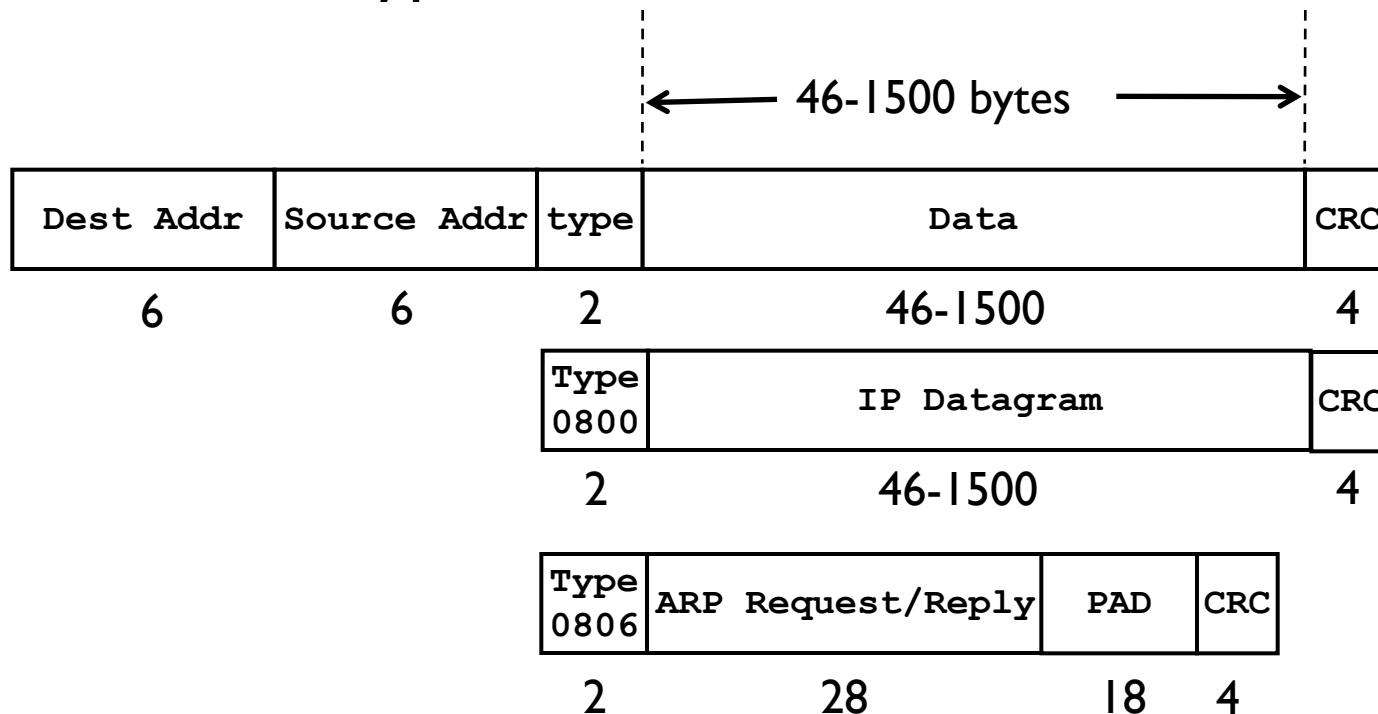 46-1500 bytes
Dest Addr Source Addr type Data CRC
6 6 2 46-1500 4
Type
0800 IP Datagram CRC
2 46-1500 4
Type
0806 ARP Request/Reply PAD CRC
2 28 18 4